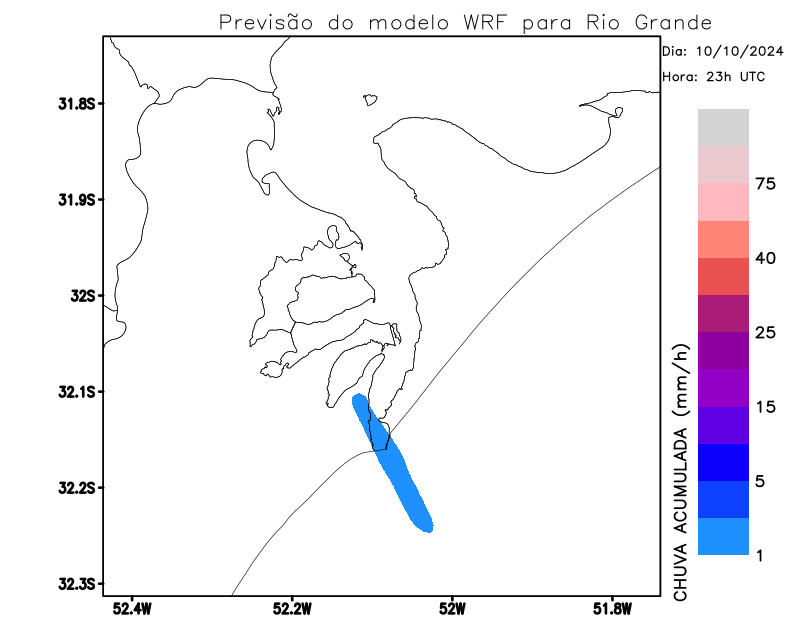 Previsão do modelo WRF para Rio Grande
Dia: 10/10/2024
Hora: 23h UTC
31.8S
31.9S
32S
32.1S
32.2S
32.3S
52.4W
52.2W
52W
51.8W
75
40
25
15
5
1
CHUVA ACUMULADA (mm/h)